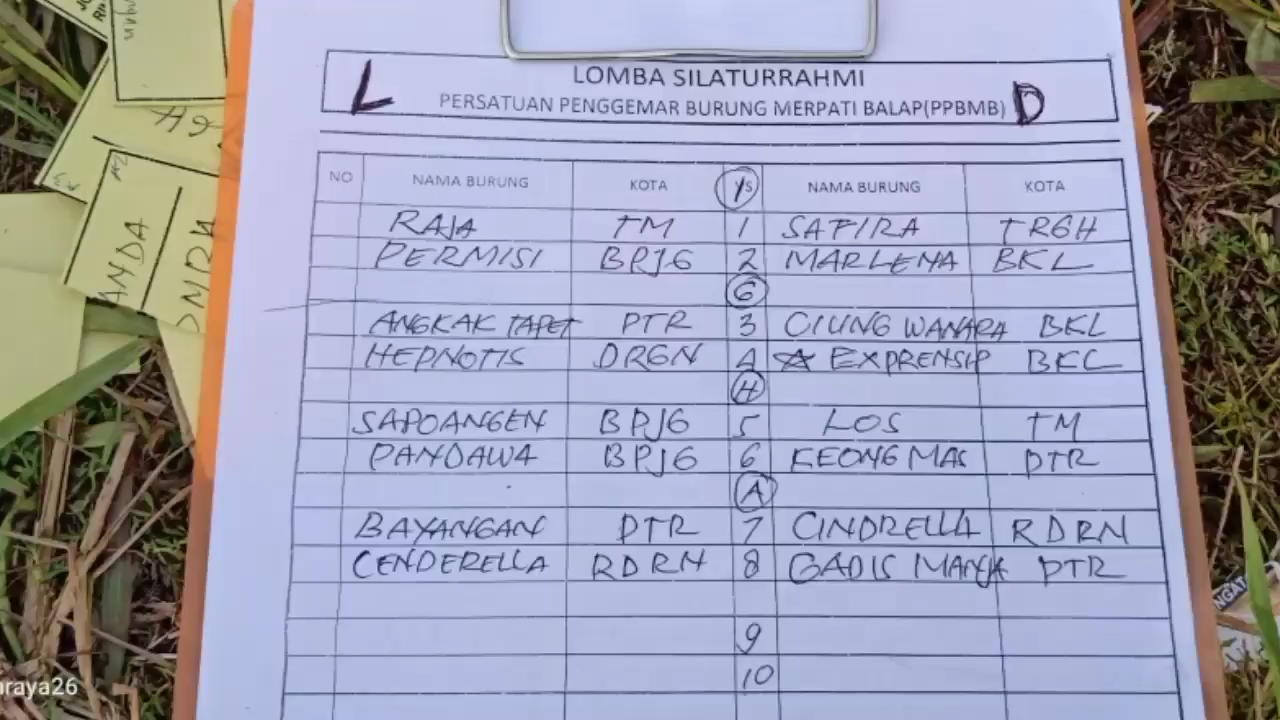 LOMBA SILATURRAHMI
L PERSATUAN PENGGEMAR BURUNG MERPATI BALAP(PPBMB) D
NO NAMA BURUNG KOTA YS NAMA BURUNG KOTA
RAJA TM 1 SAFIRA TRGH
PERMISI BPJG 2 MARLENA BKL
G
ANGKAK TAPET PTR 3 CIUNG WANARA BKL
HEPNOTIS DRGN 4 EXPRENSIP BKL
H
SAPOANGEN BPJG 5 LOS TM
PANDAWA BPJG 6 KEONG MAS PTR
A
BAYANGAN PTR 7 CINDRELLA RDRN
CENDERELLA RDRN 8 GADIS MANJA PTR
9
10
ANDA
raya26